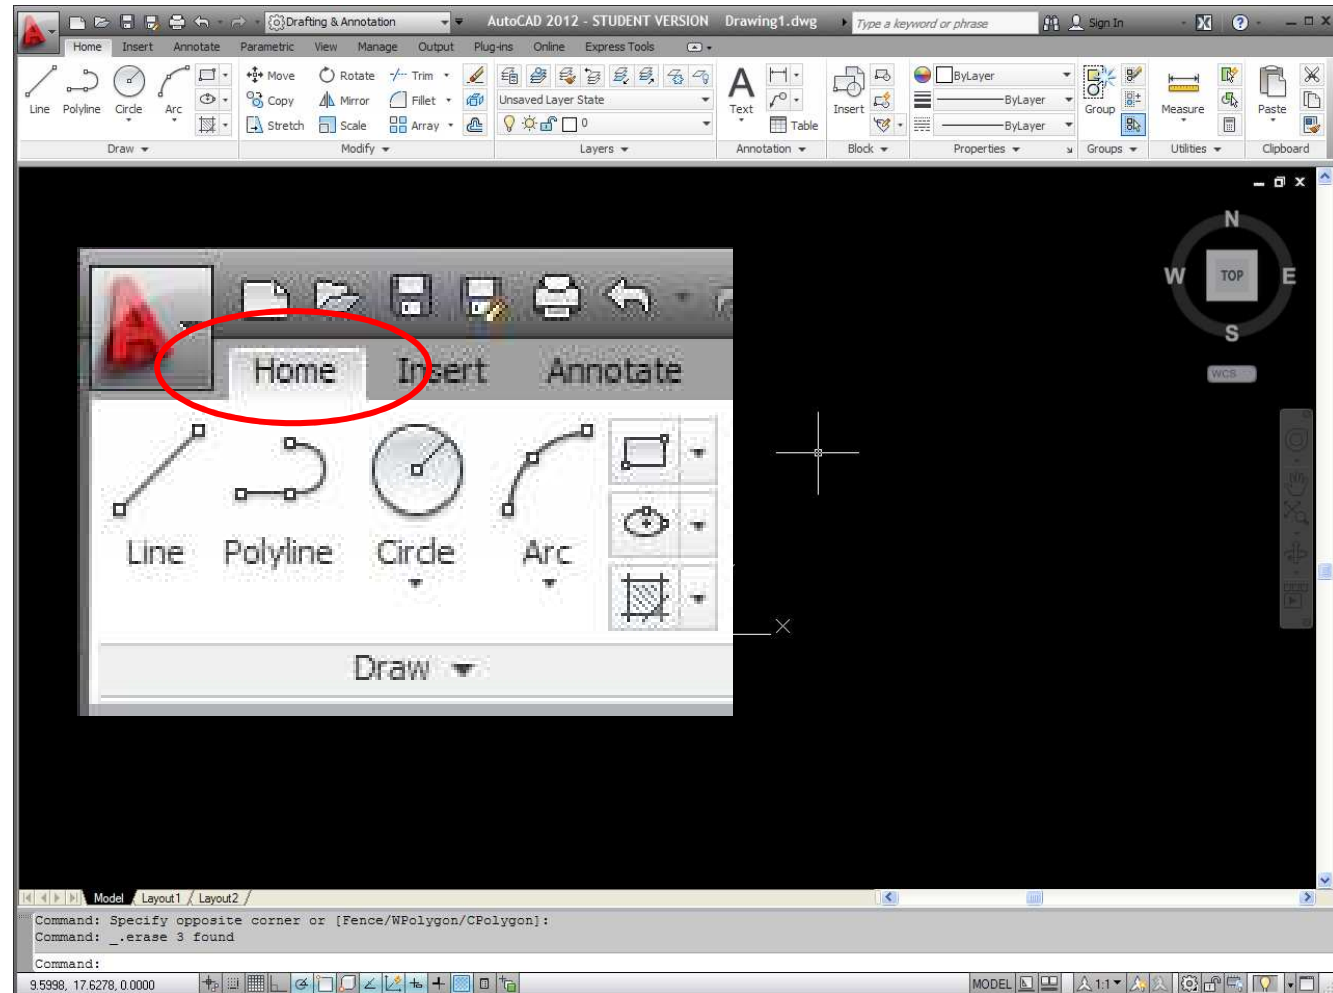 Drafting & Annotation AutoCAD 2012 - STUDENT VERSION Drawing1.dwg Type a keyword or phrase Sign In
Home Insert Annotate Parametric View Manage Output Plug-ins Online Express Tools
Move Rotate Trim ByLayer
Line Polyline Circle Arc Copy Mirror Fillet Unsaved Layer State Text Insert ByLayer Group Measure Paste
Stretch Scale Array 0 Table ByLayer
Draw Modify Layers Annotation Block Properties Groups Utilities Clipboard
N
W TOP E
S
WCS
Home Insert Annotate
Line Polyline Circle Arc
Draw
X
Model Layout1 Layout2
Command: Specify opposite corner or [Fence/WPolygon/CPolygon]:
Command: _.erase 3 found
Command:
9.5998, 17.6278, 0.0000 MODEL 1:1